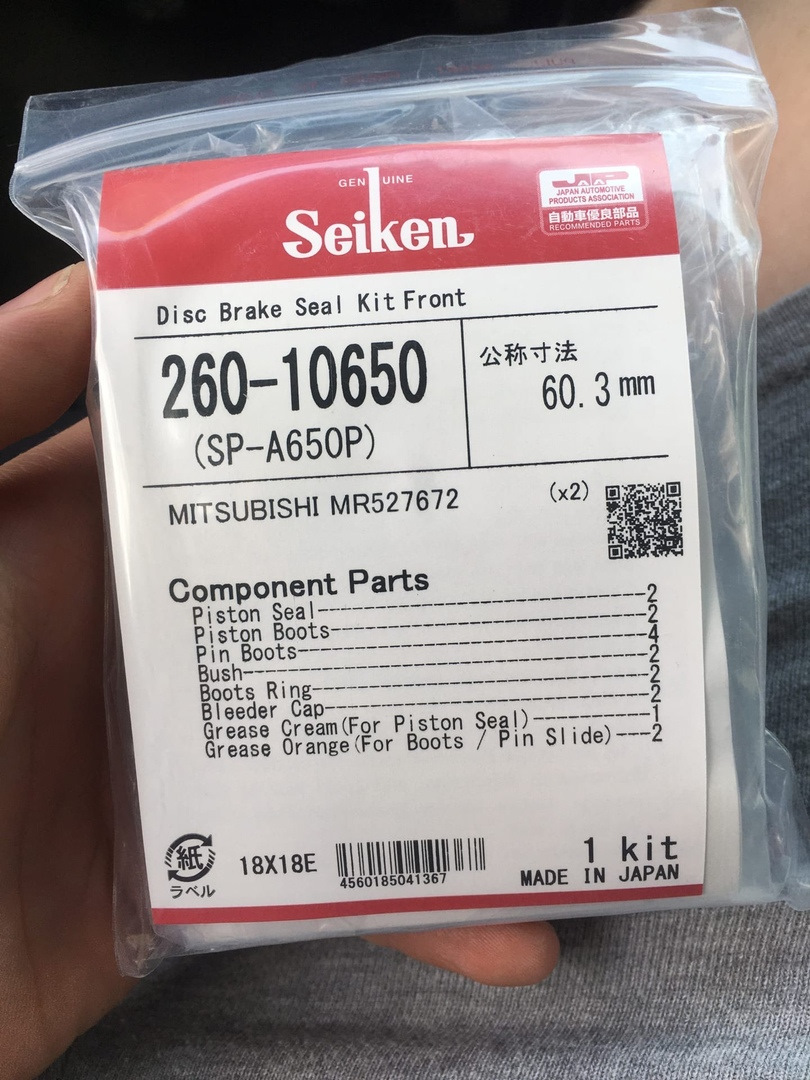 GENUINE
Seiken
JAPA
JAPAN AUTOMOTIVE
PRODUCTS ASSOCIATION
自動車優良部品
RECOMMENDED PARTS
Disc Brake Seal Kit Front
260-10650
(SP-A650P)
公称寸法
60.3 mm
MITSUBISHI MR527672 (x2)
Component Parts
Piston Seal---2
Piston Boots---2
Pin Boots---4
Bush---2
Boots Ring---2
Bleeder Cap---2
Grease Cream(For Piston Seal)---1
Grease Orange(For Boots / Pin Slide)---2
紙
ラベル
18X18E
4560185041367
1 kit
MADE IN JAPAN